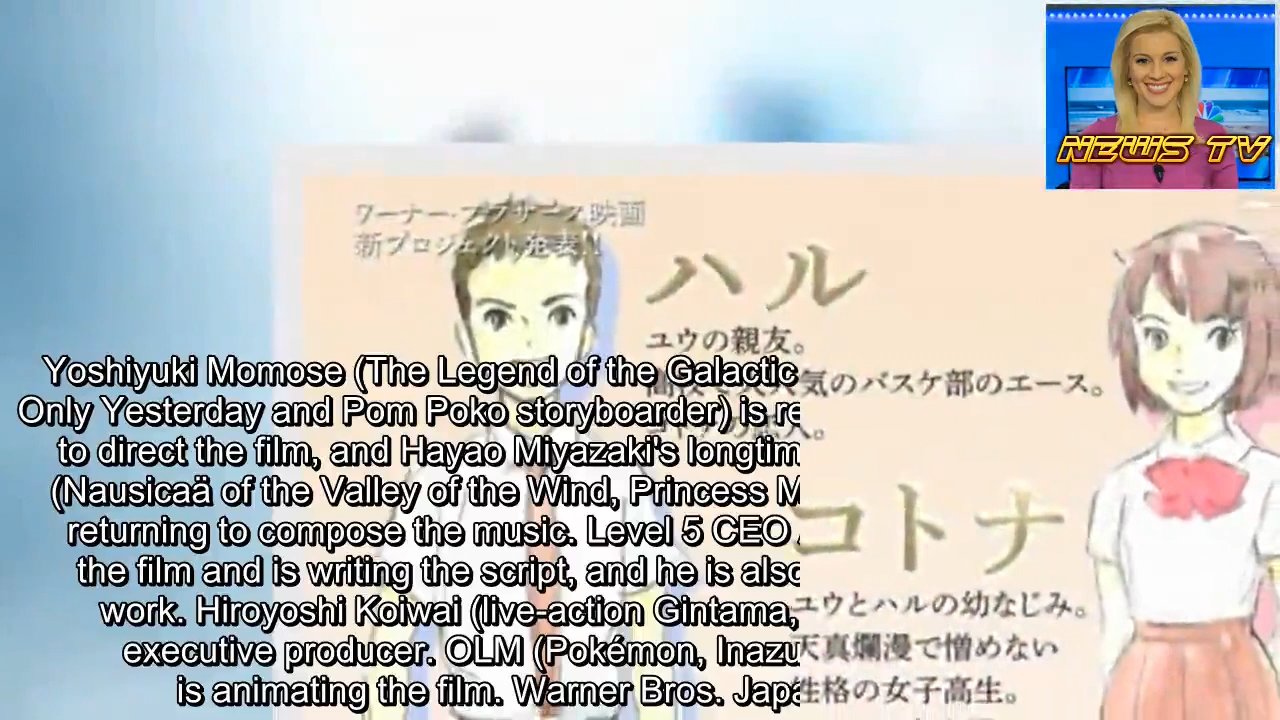 NEWS TV
ワーナー・ブラザース映画
新プロジェクト発表!!
ハル
ユウの親友。
気のバスケ部のエース。
人。
コトナ
ユウとハルの幼なじみ。
天真爛漫で憎めない
性格の女子高生。
Yoshiyuki Momose (The Legend of the Galactic
Only Yesterday and Pom Poko storyboarder) is
to direct the film, and Hayao Miyazaki's
(Nausicaä of the Valley of the Wind, Princess
returning to compose the music. Level 5 CEO
the film and is writing the script, and he is
work. Hiroyoshi Koiwai (live-action Gintama,
executive producer. OLM (Pokémon,
is animating the film. Warner Bros.